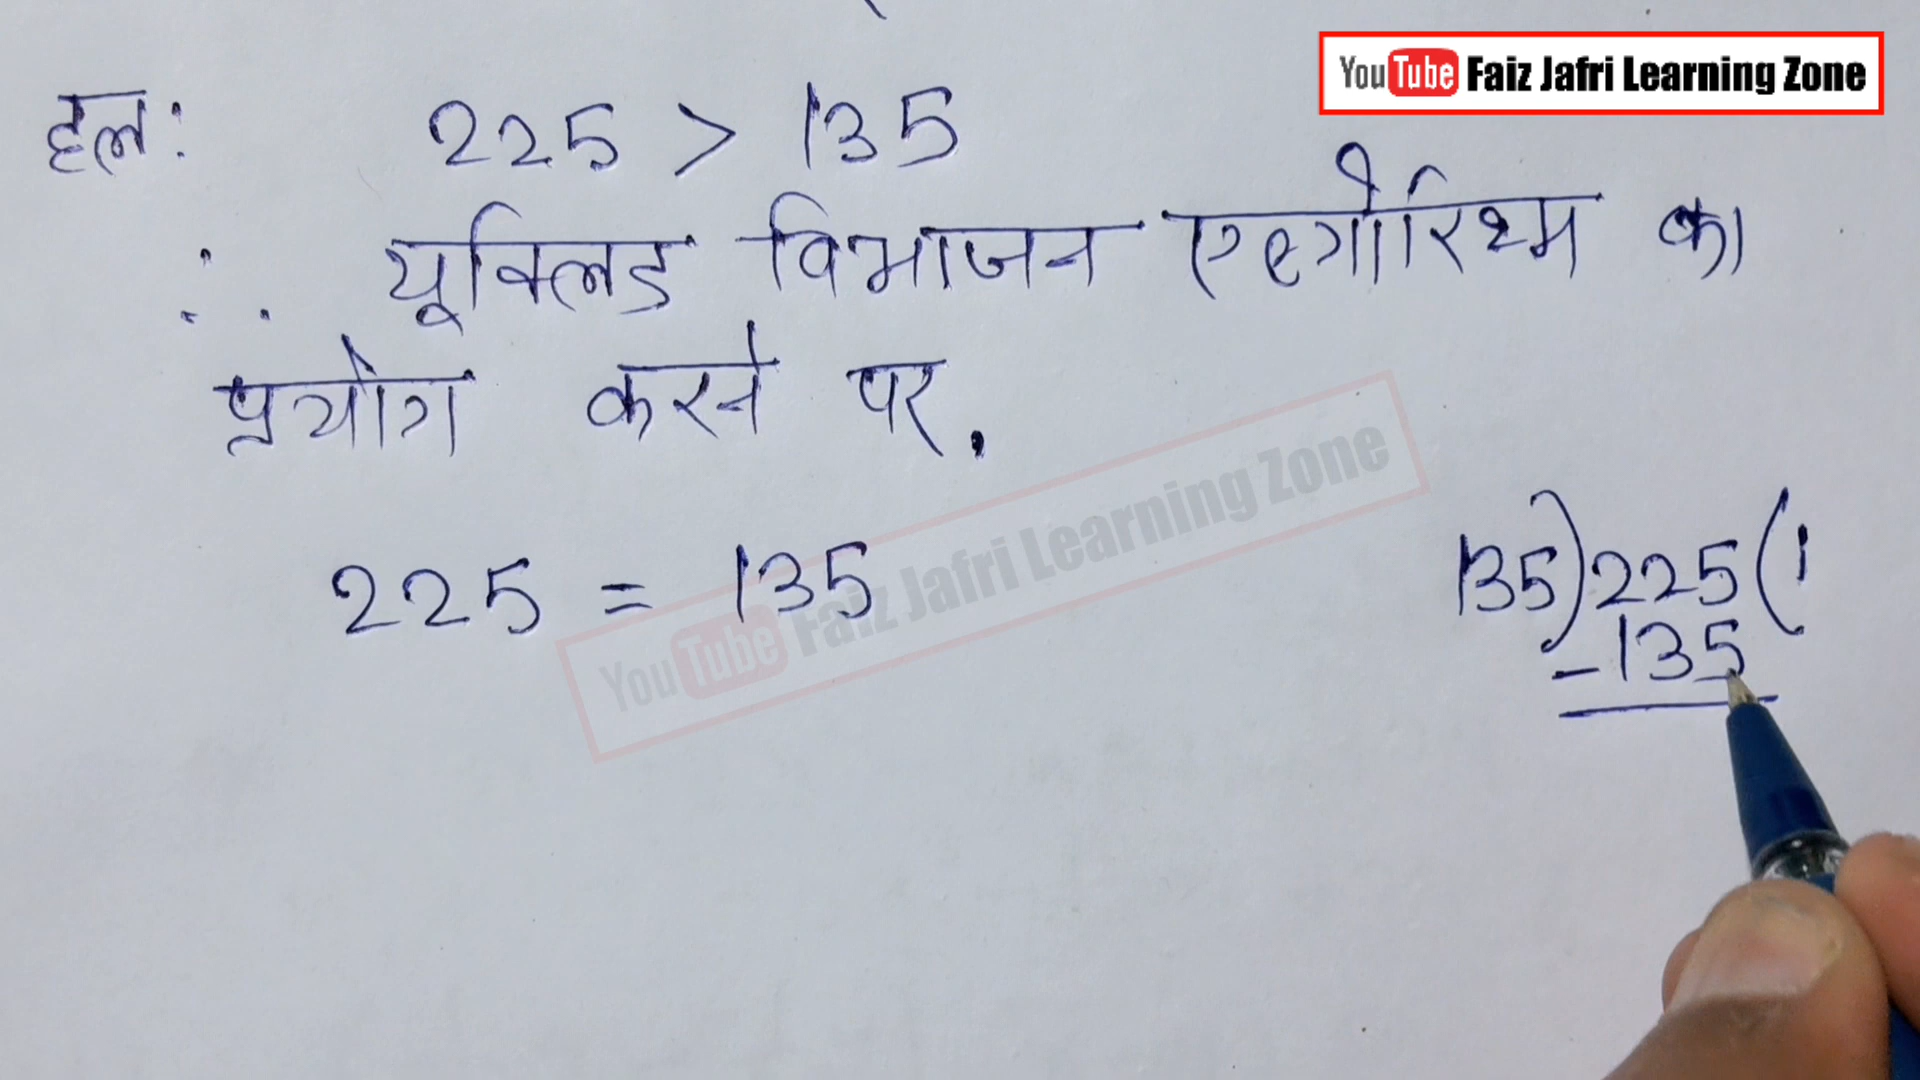 YouTube Faiz Jafri Learning Zone
हल: 225 > 135
∴ यूक्लिड विभाजन एल्गोरिथ्म का
प्रयोग करने पर.
YouTube Faiz Jafri Learning Zone
225 = 135
135)225(1
-135